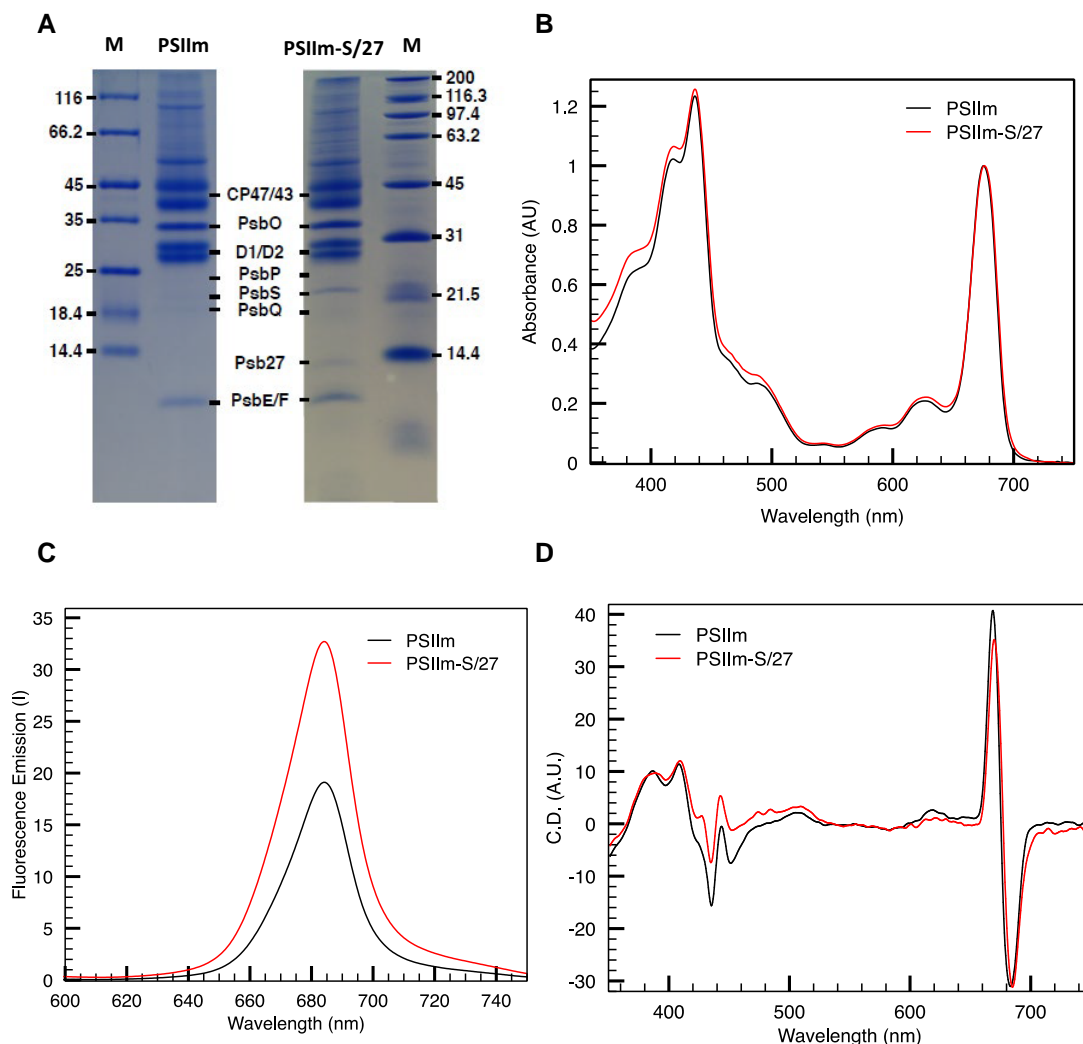 A
M PSIIm PSIIm-S/27 M
116
66.2
45
35
25
18.4
14.4
CP47/43
PsbO
D1/D2
PsbP
PsbS
PsbQ
Psb27
PsbE/F
200
116.3
97.4
63.2
45
31
21.5
14.4
B
PSIIm
PSIIm-S/27
Absorbance (AU)
1.2
1
0.8
0.6
0.4
0.2
0
400 500 600 700
Wavelength (nm)
C
PSIIm
PSIIm-S/27
Fluorescence Emission (I)
35
30
25
20
15
10
5
0
600 620 640 660 680 700 720 740
Wavelength (nm)
D
PSIIm
PSIIm-S/27
C.D. (A.U.)
40
30
20
10
0
-10
-20
-30
400 500 600 700
Wavelength (nm)